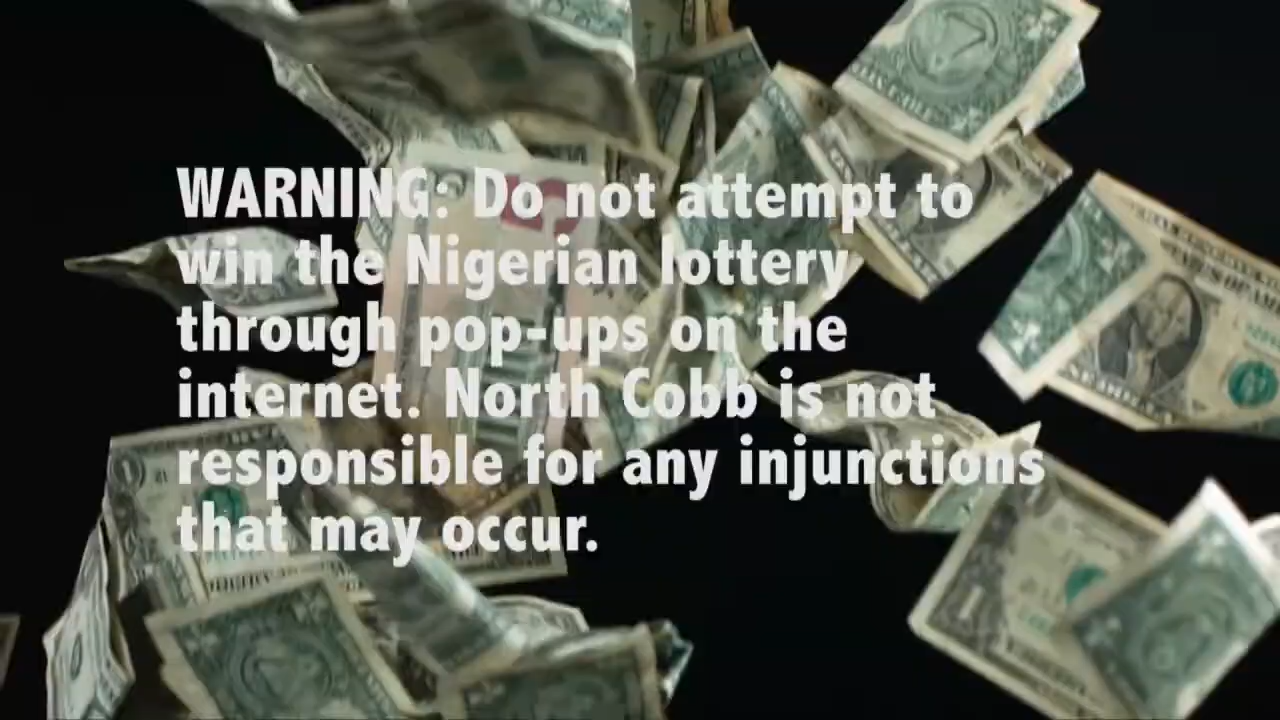 WARNING: Do not attempt to
win the Nigerian lottery
through pop-ups on the
internet. North Cobb is not
responsible for any injunctions
that may occur.